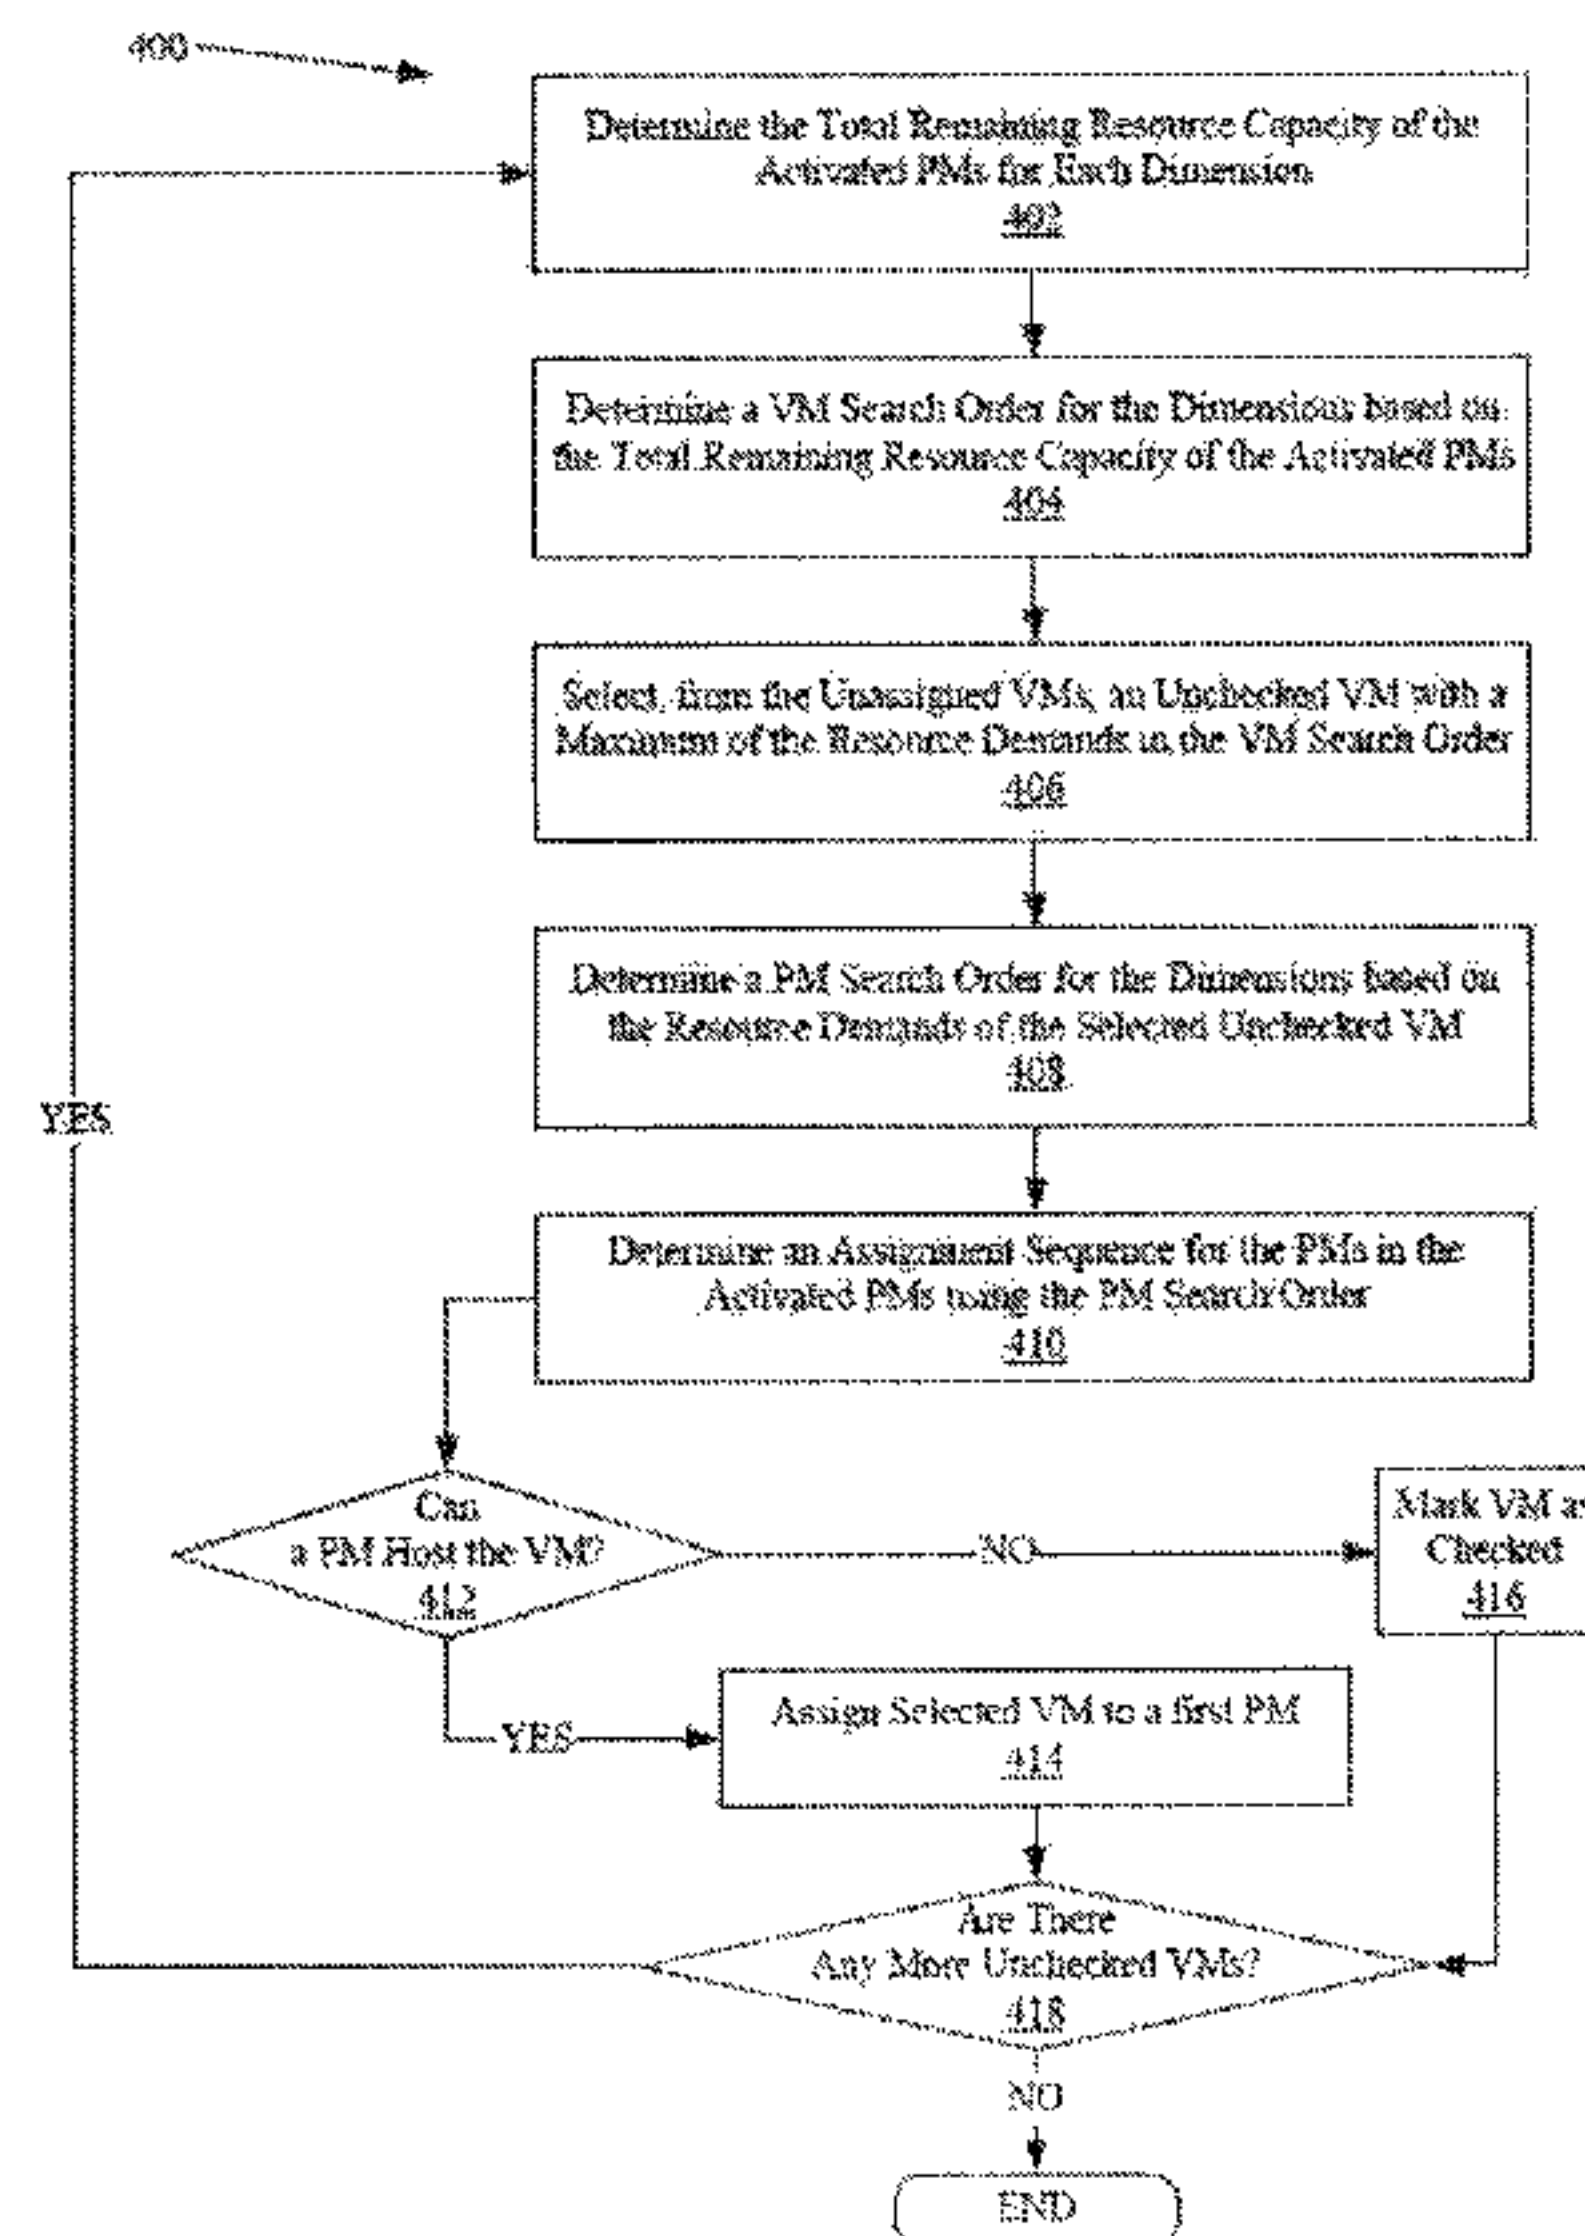 400
Determine the Total Remaining Resource Capacity of the
Activated PMs for Each Dimension
402
Determine a VM Search Order for the Dimensions based on
the Total Remaining Resource Capacity of the Activated PMs
404
Select, from the Unassigned VMs, an Unchecked VM with a
Maximum of the Resource Demands in the VM Search Order
406
Determine a PM Search Order for the Dimensions based on
the Resource Demands of the Selected Unchecked VM
408
YES
Determine an Assignment Sequence for the PMs in the
Activated PMs using the PM Search Order
410
Can
a PM Host the VM?
412
NO
Mark VM as
Checked
416
YES
Assign Selected VM to a first PM
414
Are There
Any More Unchecked VMs?
418
NO
END